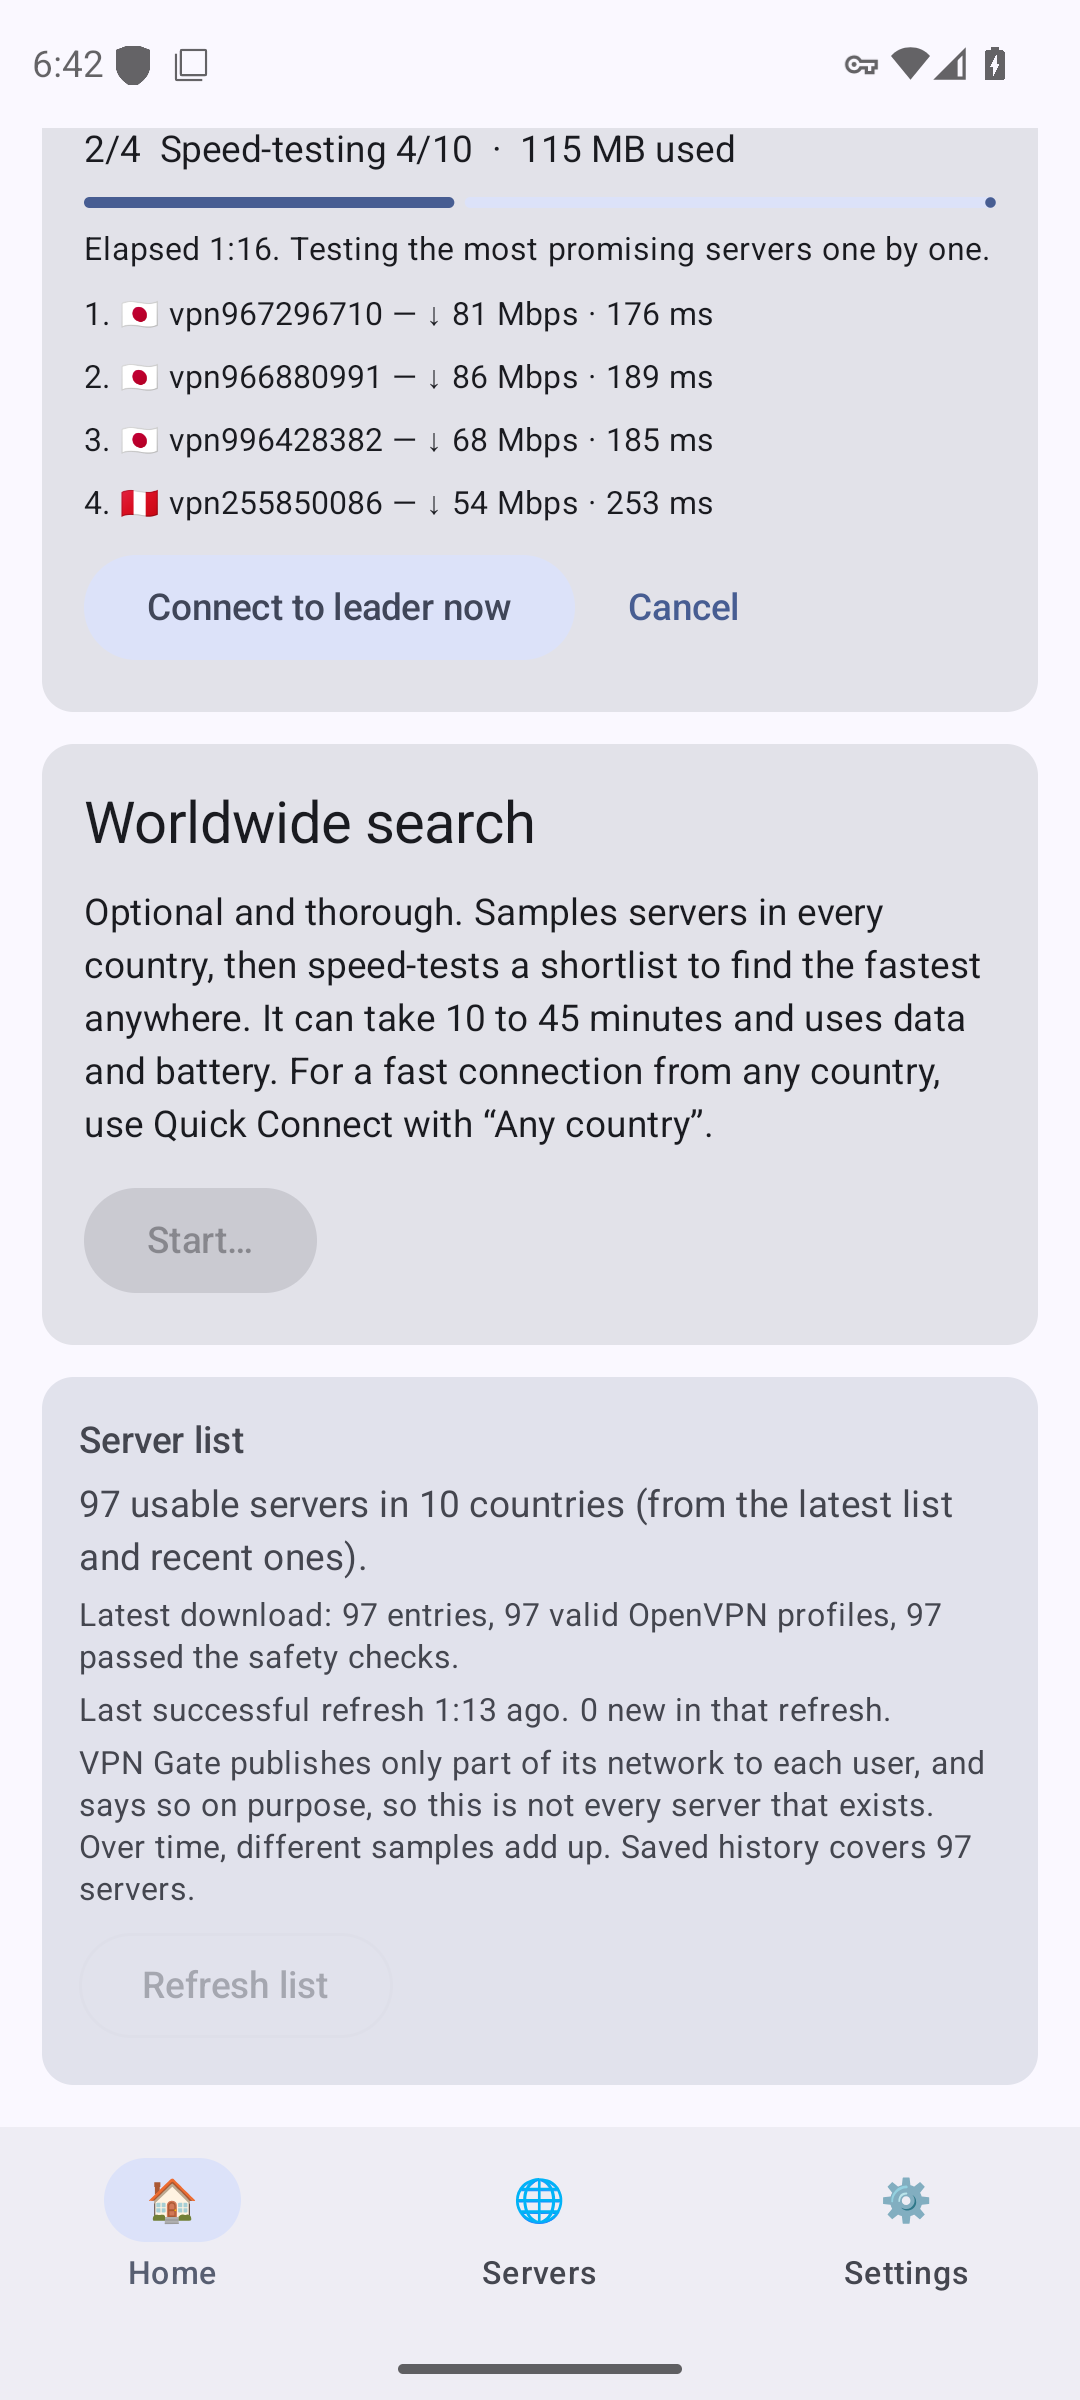 6:42
2/4 Speed-testing 4/10 · 115 MB used
Elapsed 1:16. Testing the most promising servers one by one.
1. 🇯🇵 vpn967296710 — ↓ 81 Mbps · 176 ms
2. 🇯🇵 vpn966880991 — ↓ 86 Mbps · 189 ms
3. 🇯🇵 vpn996428382 — ↓ 68 Mbps · 185 ms
4. 🇵🇪 vpn255850086 — ↓ 54 Mbps · 253 ms
Connect to leader now
Cancel
Worldwide search
Optional and thorough. Samples servers in every
country, then speed-tests a shortlist to find the fastest
anywhere. It can take 10 to 45 minutes and uses data
and battery. For a fast connection from any country,
use Quick Connect with “Any country”.
Start…
Server list
97 usable servers in 10 countries (from the latest list
and recent ones).
Latest download: 97 entries, 97 valid OpenVPN profiles, 97
passed the safety checks.
Last successful refresh 1:13 ago. 0 new in that refresh.
VPN Gate publishes only part of its network to each user, and
says so on purpose, so this is not every server that exists.
Over time, different samples add up. Saved history covers 97
servers.
Refresh list
Home
Servers
Settings